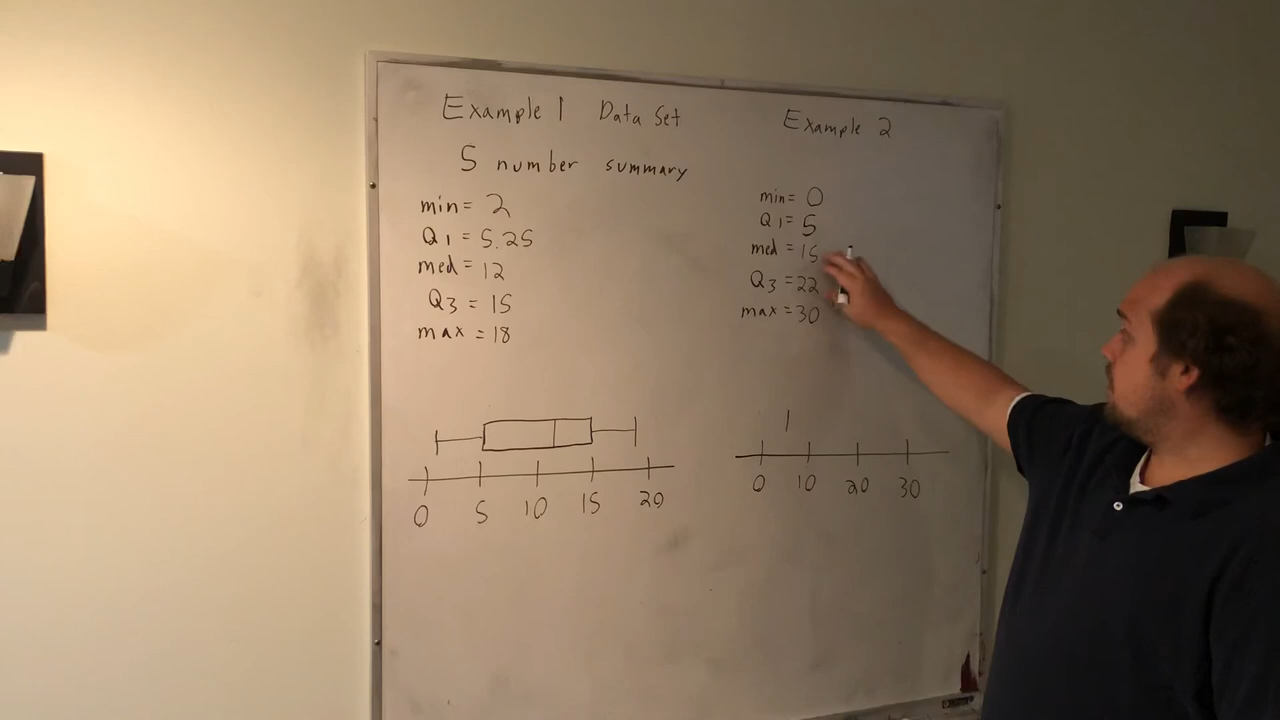 Example 1 Data Set
5 number summary
min = 2
Q1 = 5.25
med = 12
Q3 = 15
max = 18
0 5 10 15 20
Example 2
min = 0
Q1 = 5
med = 15
Q3 = 22
max = 30
0 10 20 30